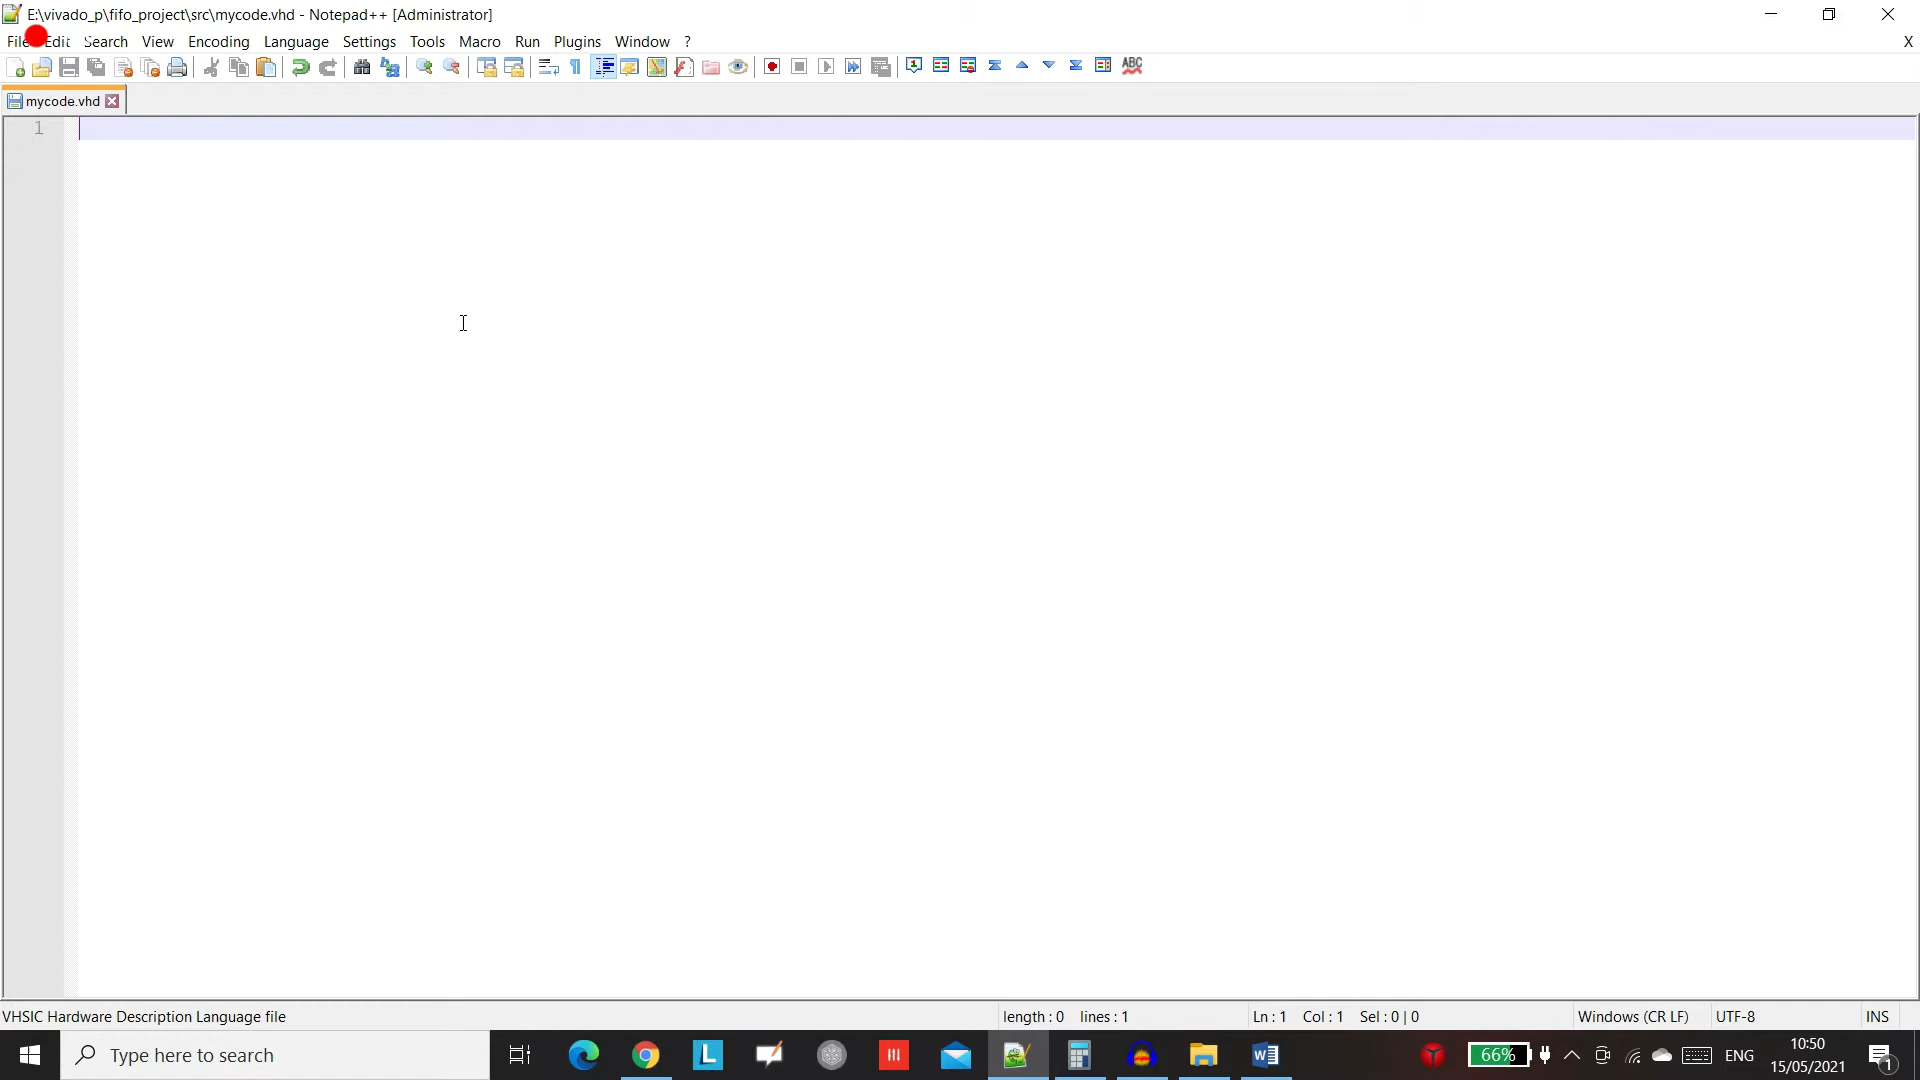 E:\vivado_p\fifo_project\src\mycode.vhd - Notepad++ [Administrator]
File Edit Search View Encoding Language Settings Tools Macro Run Plugins Window ? X
ABC
mycode.vhd
1
VHSIC Hardware Description Language file length : 0 lines : 1 Ln : 1 Col : 1 Sel : 0 | 0 Windows (CR LF) UTF-8 INS
Type here to search L W 66% ENG 10:50
15/05/2021 1